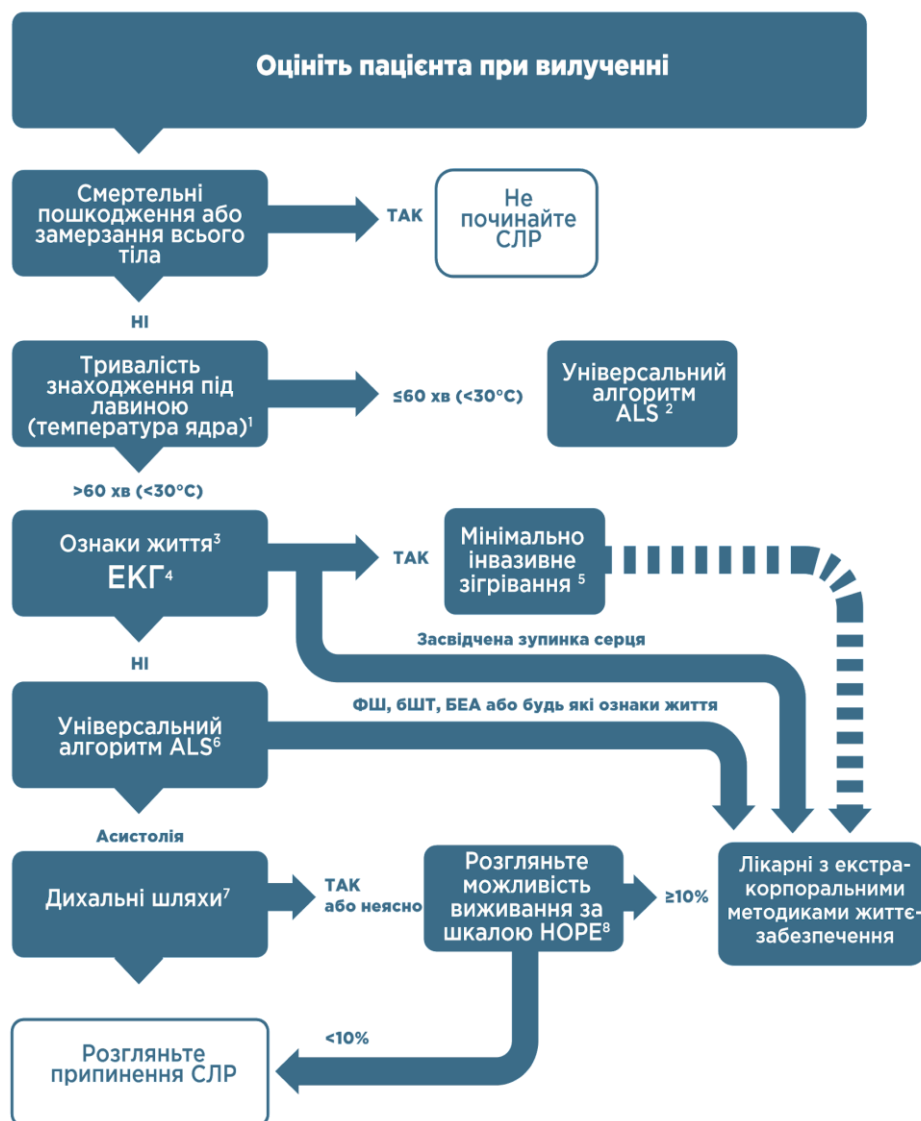 Оцініть пацієнта при вилученні
Смертельні
пошкодження або
замерзання всього
тіла
ТАК
Не
починайте
СЛР
НІ
Тривалість
знаходження під
лавиною
(температура ядра)¹
≤60 хв (<30°C)
Універсальний
алгоритм
ALS ²
>60 хв (<30°C)
Ознаки життя³
ЕКГ⁴
ТАК
Мінімально
інвазивне
зігрівання ⁵
Засвідчена зупинка серця
НІ
ФШ, бШТ, БЕА або будь які ознаки життя
Універсальний
алгоритм ALS⁶
Асистолія
Дихальні шляхи⁷
ТАК
або неясно
Розгляньте
можливість
виживання за
шкалою HOPE⁸
≥10%
Лікарні з екстра-
корпоральними
методиками життє-
забезпечення
<10%
Розгляньте
припинення СЛР